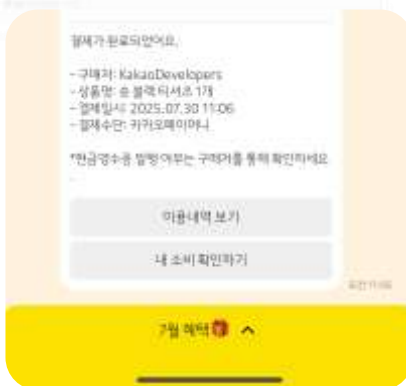 결제가 완료되었어요.
- 구매처: KakaoDevelopers
- 상품명: 숀 블랙 티셔츠 1개
- 결제일시: 2025.07.30 11:06
- 결제수단: 카카오페이머니
*현금영수증 발행 여부는 구매처를 통해 확인하세요.
이용내역 보기
내 소비 확인하기
7월 혜택